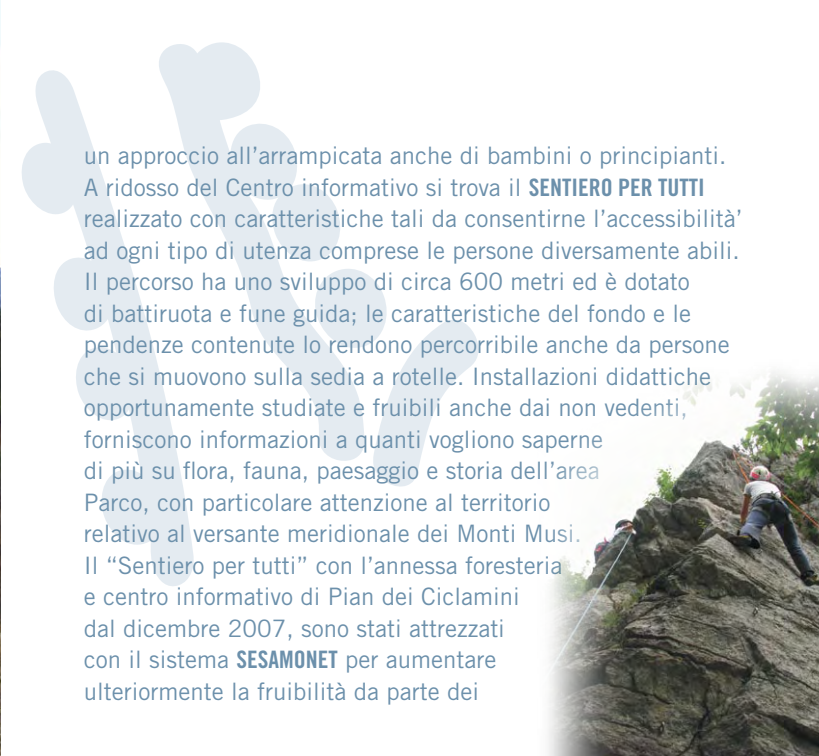 un approccio all’arrampicata anche di bambini o principianti.
A ridosso del Centro informativo si trova il SENTIERO PER TUTTI
realizzato con caratteristiche tali da consentirne l’accessibilità’
ad ogni tipo di utenza comprese le persone diversamente abili.
Il percorso ha uno sviluppo di circa 600 metri ed è dotato
di battiruota e fune guida; le caratteristiche del fondo e le
pendenze contenute lo rendono percorribile anche da persone
che si muovono sulla sedia a rotelle. Installazioni didattiche
opportunamente studiate e fruibili anche dai non vedenti,
forniscono informazioni a quanti vogliono saperne
di più su flora, fauna, paesaggio e storia dell’area
Parco, con particolare attenzione al territorio
relativo al versante meridionale dei Monti Musi.
Il “Sentiero per tutti” con l’annessa foresteria
e centro informativo di Pian dei Ciclamini
dal dicembre 2007, sono stati attrezzati
con il sistema SESAMONET per aumentare
ulteriormente la fruibilità da parte dei